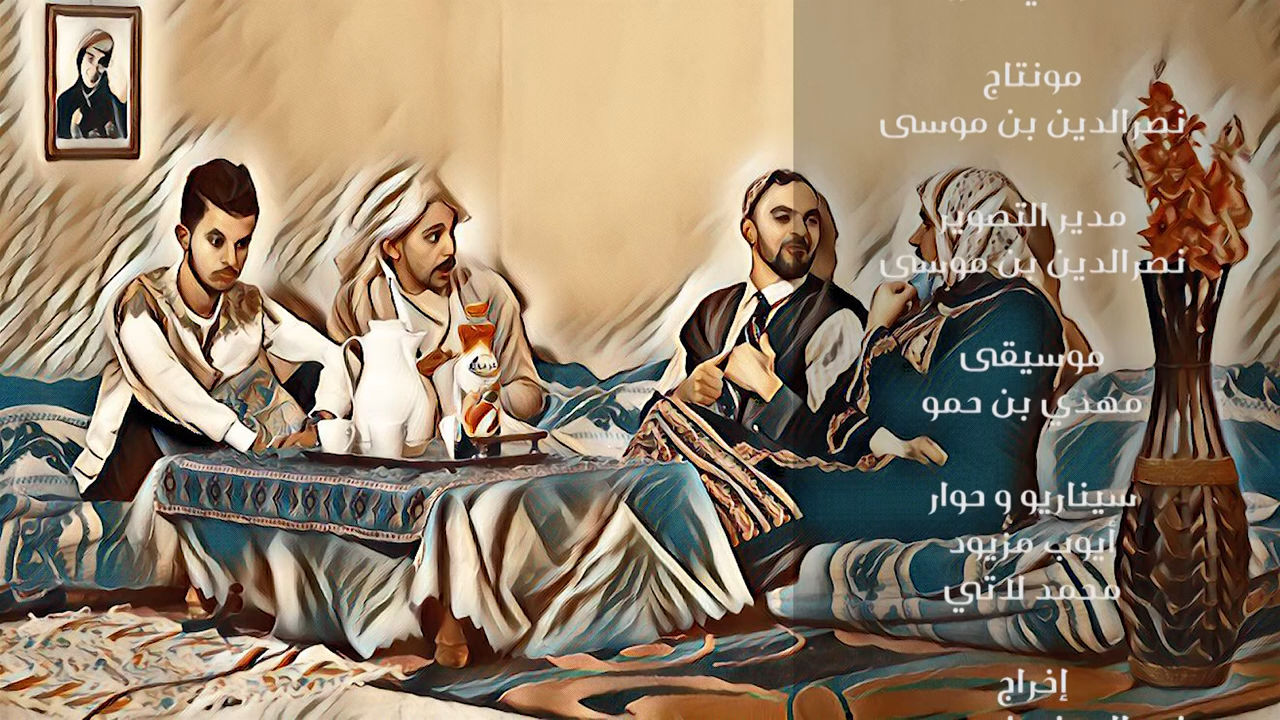 مونتاج
نصرالدين بن موسى
مدير التصوير
نصرالدين بن موسى
موسيقى
مهدي بن حمو
سيناريو و حوار
أيوب مزيود
محمد لاتي
إخراج